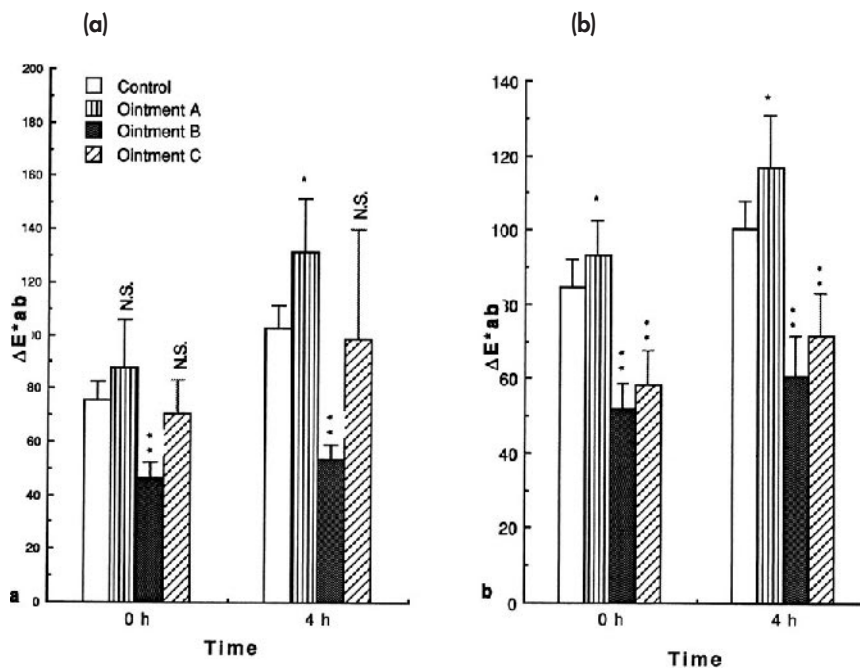 (a)
200
180
160
140
120
100
80
60
40
20
0
ΔE*ab
Control
Ointment A
Ointment B
Ointment C
N.S.
**
N.S.
*
**
N.S.
a
0 h
4 h
Time
(b)
140
120
100
80
60
40
20
0
ΔE*ab
*
**
**
*
**
**
b
0 h
4 h
Time